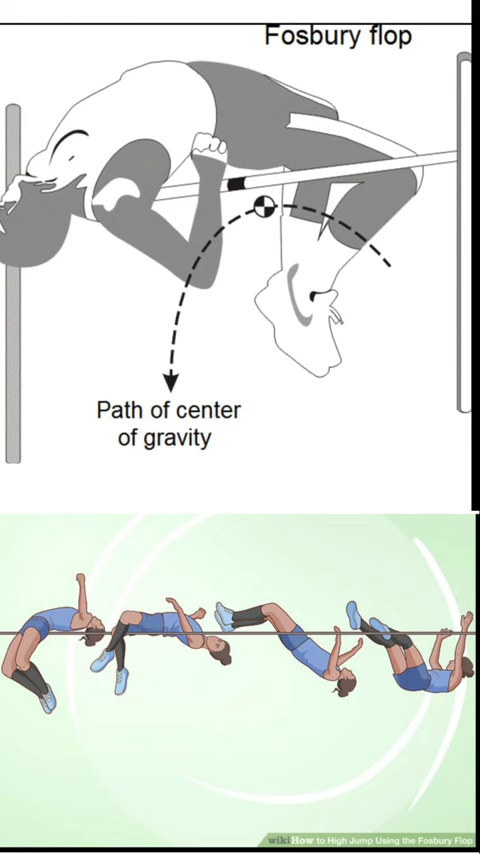 Fosbury flop
Path of center
of gravity
wikiHow to High Jump Using the Fosbury Flop